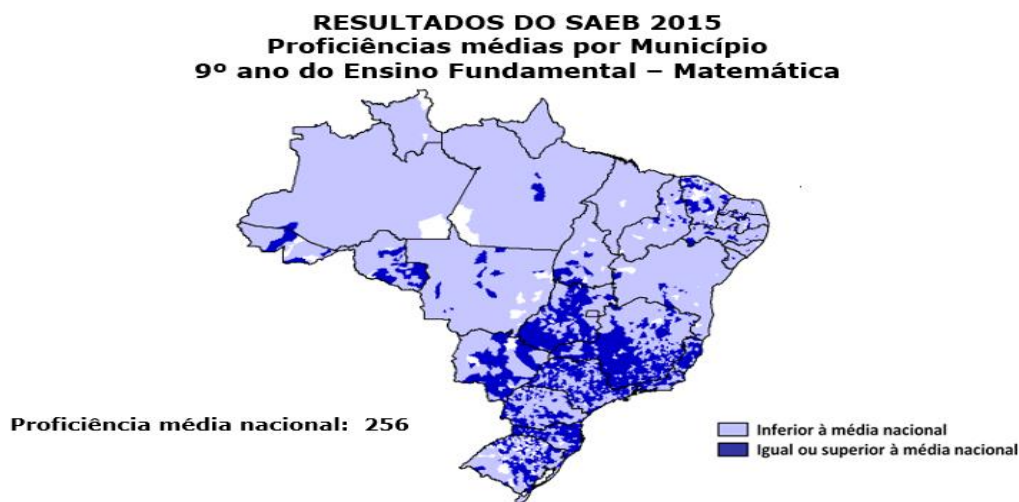 RESULTADOS DO SAEB 2015
Proficiências médias por Município
9º ano do Ensino Fundamental – Matemática
Proficiência média nacional: 256
Inferior à média nacional
Igual ou superior à média nacional